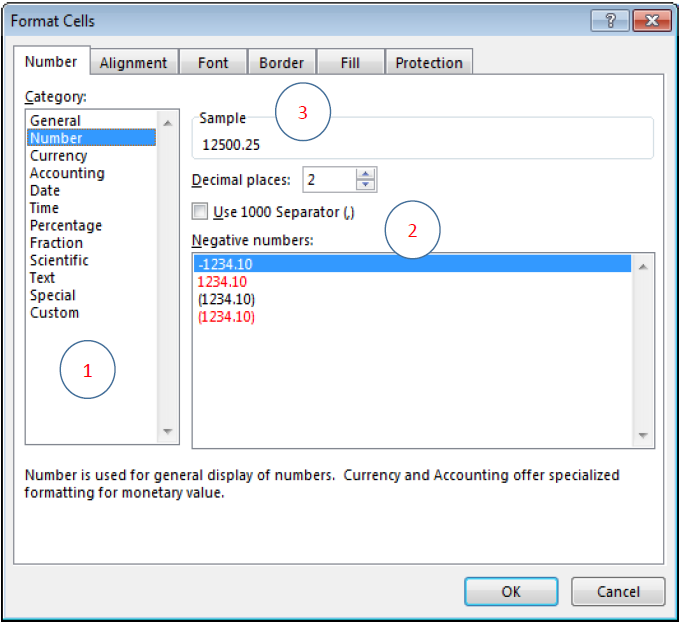 Format Cells
?
Number Alignment Font Border Fill Protection
Category:
General
Number
Currency
Accounting
Date
Time
Percentage
Fraction
Scientific
Text
Special
Custom
1
Sample
3
12500.25
Decimal places: 2
Use 1000 Separator (,)
2
Negative numbers:
-1234.10
1234.10
(1234.10)
(1234.10)
Number is used for general display of numbers. Currency and Accounting offer specialized
formatting for monetary value.
OK Cancel